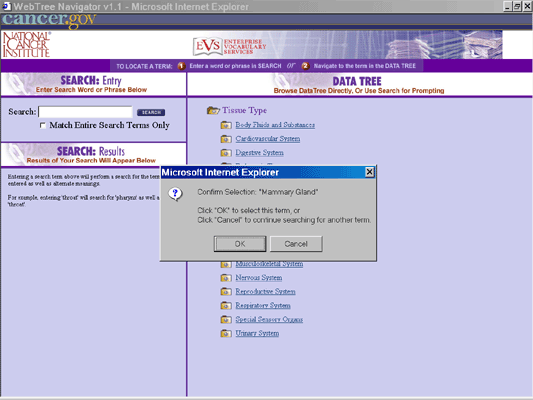 WebTree Navigator v1.1 - Microsoft Internet Explorer
cancer.gov
NATIONAL
CANCER
INSTITUTE
EVS ENTERPRISE
VOCABULARY
SERVICES
TO LOCATE A TERM: 1 Enter a word or phrase in SEARCH or 2 Navigate to the term in the DATA TREE
SEARCH: Entry
Enter Search Word or Phrase Below
Search: SEARCH
Match Entire Search Terms Only
SEARCH: Results
Results of Your Search Will Appear Below
Entering a search term above will perform a search for the term
entered as well as alternate meanings.
For example, entering 'throat' will search for 'pharynx' as well as
'throat'.
DATA TREE
Browse DataTree Directly, Or Use Search for Prompting
Tissue Type
Body Fluids and Substances
Cardiovascular System
Digestive System
Microsoft Internet Explorer
Confirm Selection: "Mammary Gland"
Click "OK" to select this term, or
Click "Cancel" to continue searching for another term.
OK Cancel
Musculoskeletal System
Nervous System
Reproductive System
Respiratory System
Special Sensory Organs
Urinary System